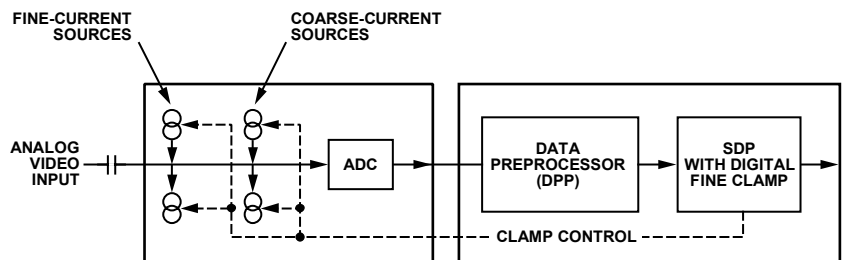 FINE-CURRENT
SOURCES
COARSE-CURRENT
SOURCES
ANALOG
VIDEO
INPUT
ADC
DATA
PREPROCESSOR
(DPP)
SDP
WITH DIGITAL
FINE CLAMP
CLAMP CONTROL